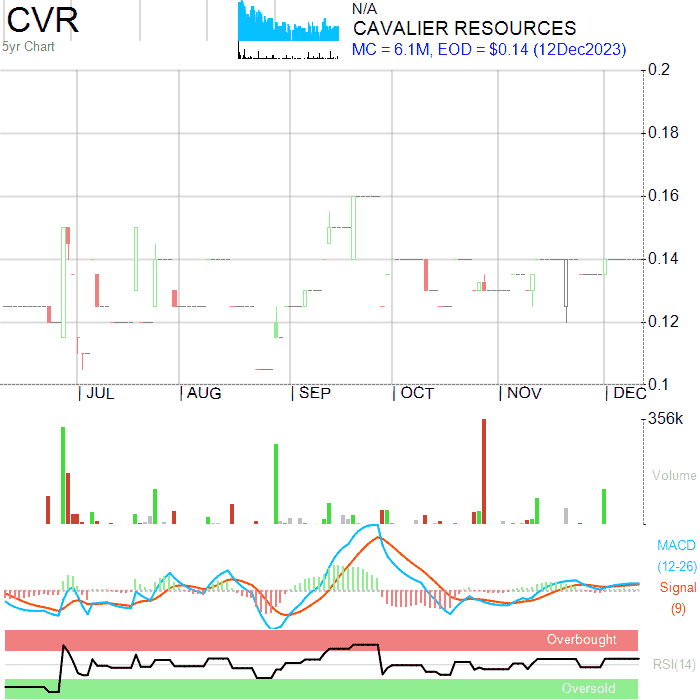 CVR
5yr Chart
N/A
CAVALIER RESOURCES
MC = 6.1M, EOD = $0.14 (12Dec2023)
0.2
0.18
0.16
0.14
0.12
0.1
JUL AUG SEP OCT NOV DEC
356k
Volume
MACD
(12-26)
Signal
(9)
Overbought
RSI(14)
Oversold